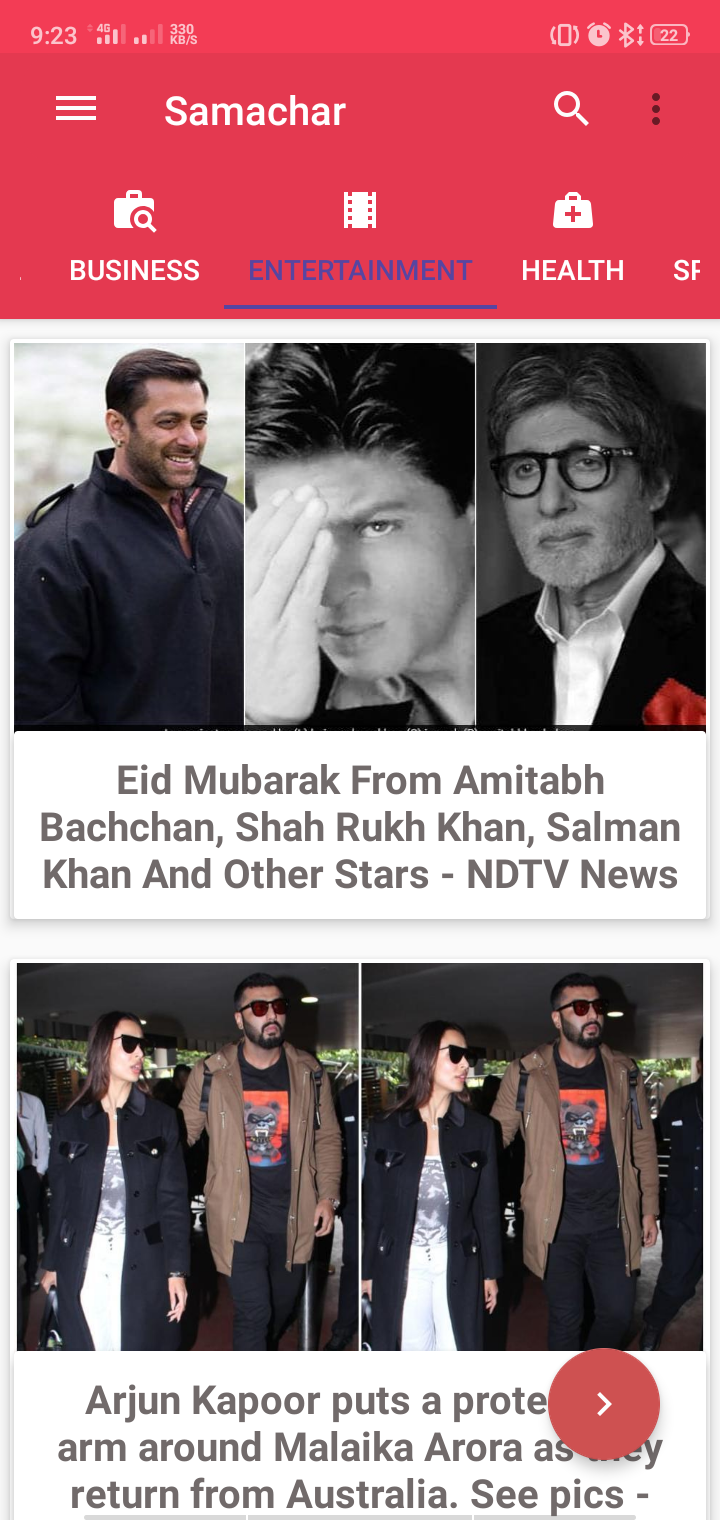 9:23 4G 330 KB/S 22
Samachar
BUSINESS ENTERTAINMENT HEALTH
Eid Mubarak From Amitabh
Bachchan, Shah Rukh Khan, Salman
Khan And Other Stars - NDTV News
Arjun Kapoor puts a
arm around Malaika Arora as
return from Australia. See pics -